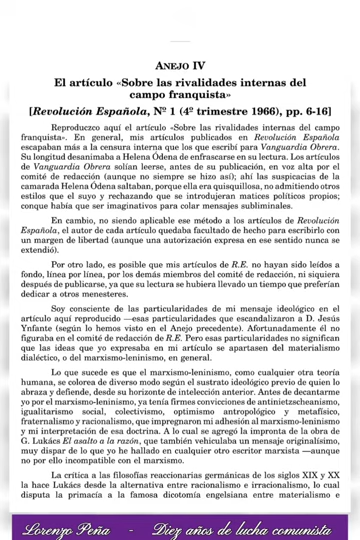 ANEJO IV
El artículo «Sobre las rivalidades internas del
campo franquista»
[Revolución Española, Nº 1 (4º trimestre 1966), pp. 6-16]
Reproduczco aquí el artículo «Sobre las rivalidades internas del campo
franquista». En general, mis artículos publicados en Revolución Española
escapaban más a la censura interna que los que escribí para Vanguardia Obrera.
Su longitud desanimaba a Helena Ódena de enfrascarse en su lectura. Los artículos
de Vanguardia Obrera solían leerse, antes de su publicación, en voz alta por el
comité de redacción (aunque no siempre se hizo así); ahí las suspicacias de la
camarada Helena Ódena saltaban, porque ella era quisquillosa, no admitiendo otros
estilos que el suyo y rechazando que se introdujeran matices políticos propios;
conque había que ser imaginativos para colar mensajes subliminales.
En cambio, no siendo aplicable ese método a los artículos de Revolución
Española, el autor de cada artículo quedaba facultado de hecho para escribirlo con
un margen de libertad (aunque una autorización expresa en ese sentido nunca se
extendió).
Por otro lado, es posible que mis artículos de R.E. no hayan sido leídos a
fondo, línea por línea, por los demás miembros del comité de redacción, ni siquiera
después de publicarse, ya que su lectura se hubiera llevado un tiempo que preferían
dedicar a otros menesteres.
Soy consciente de las particularidades de mi mensaje ideológico en el
artículo aquí reproducido —esas particularidades que escandalizaron a D. Jesús
Ynfante (según lo hemos visto en el Anejo precedente). Afortunadamente él no
figuraba en el comité de redacción de R.E. Pero esas particularidades no significan
que las ideas que yo expresaba en mi artículo se apartasen del materialismo
dialéctico, o del marxismo-leninismo, en general.
Lo que sucede es que el marxismo-leninismo, como cualquier otra teoría
humana, se colorea de diverso modo según el sustrato ideológico previo de quien lo
abraza y defiende, desde su horizonte de intelección anterior. Antes de decantarme
yo por el marxismo-leninismo, ya tenía firmes convicciones de antinietzscheanismo,
igualitarismo social, colectivismo, optimismo antropológico y metafísico,
fraternalismo y racionalismo, que impregnaron mi adhesión al marxismo-leninismo
y mi interpretación de esa doctrina. A lo cual se agregó la impronta de la obra de
G. Lukács El asalto a la razón, que también vehiculaba un mensaje originalísimo,
muy dispar de lo que yo he hallado en cualquier otro escritor marxista —aunque
no por ello incompatible con el marxismo.
La crítica a las filosofías reaccionarias germánicas de los siglos XIX y XX
la hace Lukács desde la alternativa entre racionalismo e irracionalismo, lo cual
disputa la primacía a la famosa dicotomía engelsiana entre materialismo e
Lorenzo Peña - Diez años de lucha comunista